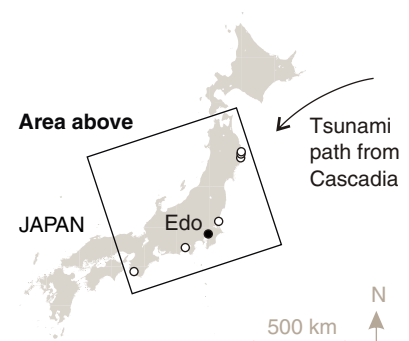 Area above
Tsunami
path from
Cascadia
JAPAN
Edo
N
500 km